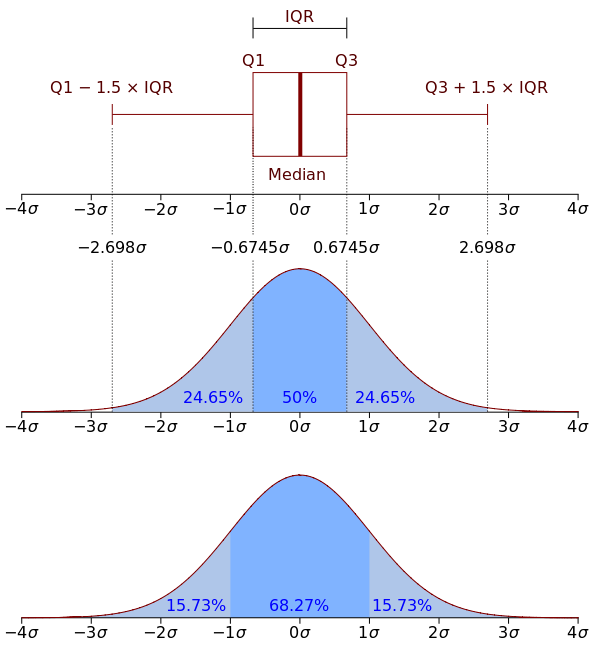 IQR
Q1 Q3
Q1 − 1.5 × IQR Q3 + 1.5 × IQR
Median
−4σ −3σ −2σ −1σ 0σ 1σ 2σ 3σ 4σ
−2.698σ −0.6745σ 0.6745σ 2.698σ
24.65% 50% 24.65%
−4σ −3σ −2σ −1σ 0σ 1σ 2σ 3σ 4σ
15.73% 68.27% 15.73%
−4σ −3σ −2σ −1σ 0σ 1σ 2σ 3σ 4σ